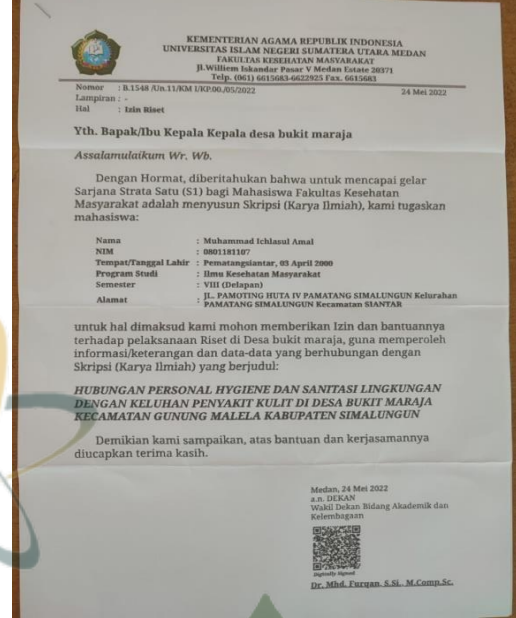 KEMENTERIAN AGAMA REPUBLIK INDONESIA
UNIVERSITAS ISLAM NEGERI SUMATERA UTARA MEDAN
FAKULTAS KESEHATAN MASYARAKAT
Jl.Williem Iskandar Pasar V Medan Estate 20371
Telp. (061) 6615683-6622925 Fax. 6615683
Nomor : B.1548 /Un.11/KM I/KP.00./05/2022 24 Mei 2022
Lampiran : -
Hal : Izin Riset
Yth. Bapak/Ibu Kepala Kepala desa bukit maraja
Assalamulaikum Wr. Wb.
Dengan Hormat, diberitahukan bahwa untuk mencapai gelar
Sarjana Strata Satu (S1) bagi Mahasiswa Fakultas Kesehatan
Masyarakat adalah menyusun Skripsi (Karya Ilmiah), kami tugaskan
mahasiswa:
Nama : Muhammad Ichlasul Amal
NIM : 0801181107
Tempat/Tanggal Lahir : Pematangsiantar, 03 April 2000
Program Studi : Ilmu Kesehatan Masyarakat
Semester : VIII (Delapan)
Alamat : JL. PAMOTING HUTA IV PAMATANG SIMALUNGUN Kelurahan
PAMATANG SIMALUNGUN Kecamatan SIANTAR
untuk hal dimaksud kami mohon memberikan Izin dan bantuannya
terhadap pelaksanaan Riset di Desa bukit maraja, guna memperoleh
informasi/keterangan dan data-data yang berhubungan dengan
Skripsi (Karya Ilmiah) yang berjudul:
HUBUNGAN PERSONAL HYGIENE DAN SANITASI LINGKUNGAN
DENGAN KELUHAN PENYAKIT KULIT DI DESA BUKIT MARAJA
KECAMATAN GUNUNG MALELA KABUPATEN SIMALUNGUN
Demikian kami sampaikan, atas bantuan dan kerjasamannya
diucapkan terima kasih.
Medan, 24 Mei 2022
a.n. DEKAN
Wakil Dekan Bidang Akademik dan
Kelembagaan
Digitally Signed
Dr. Mhd. Furqan, S.Si., M.Comp.Sc.